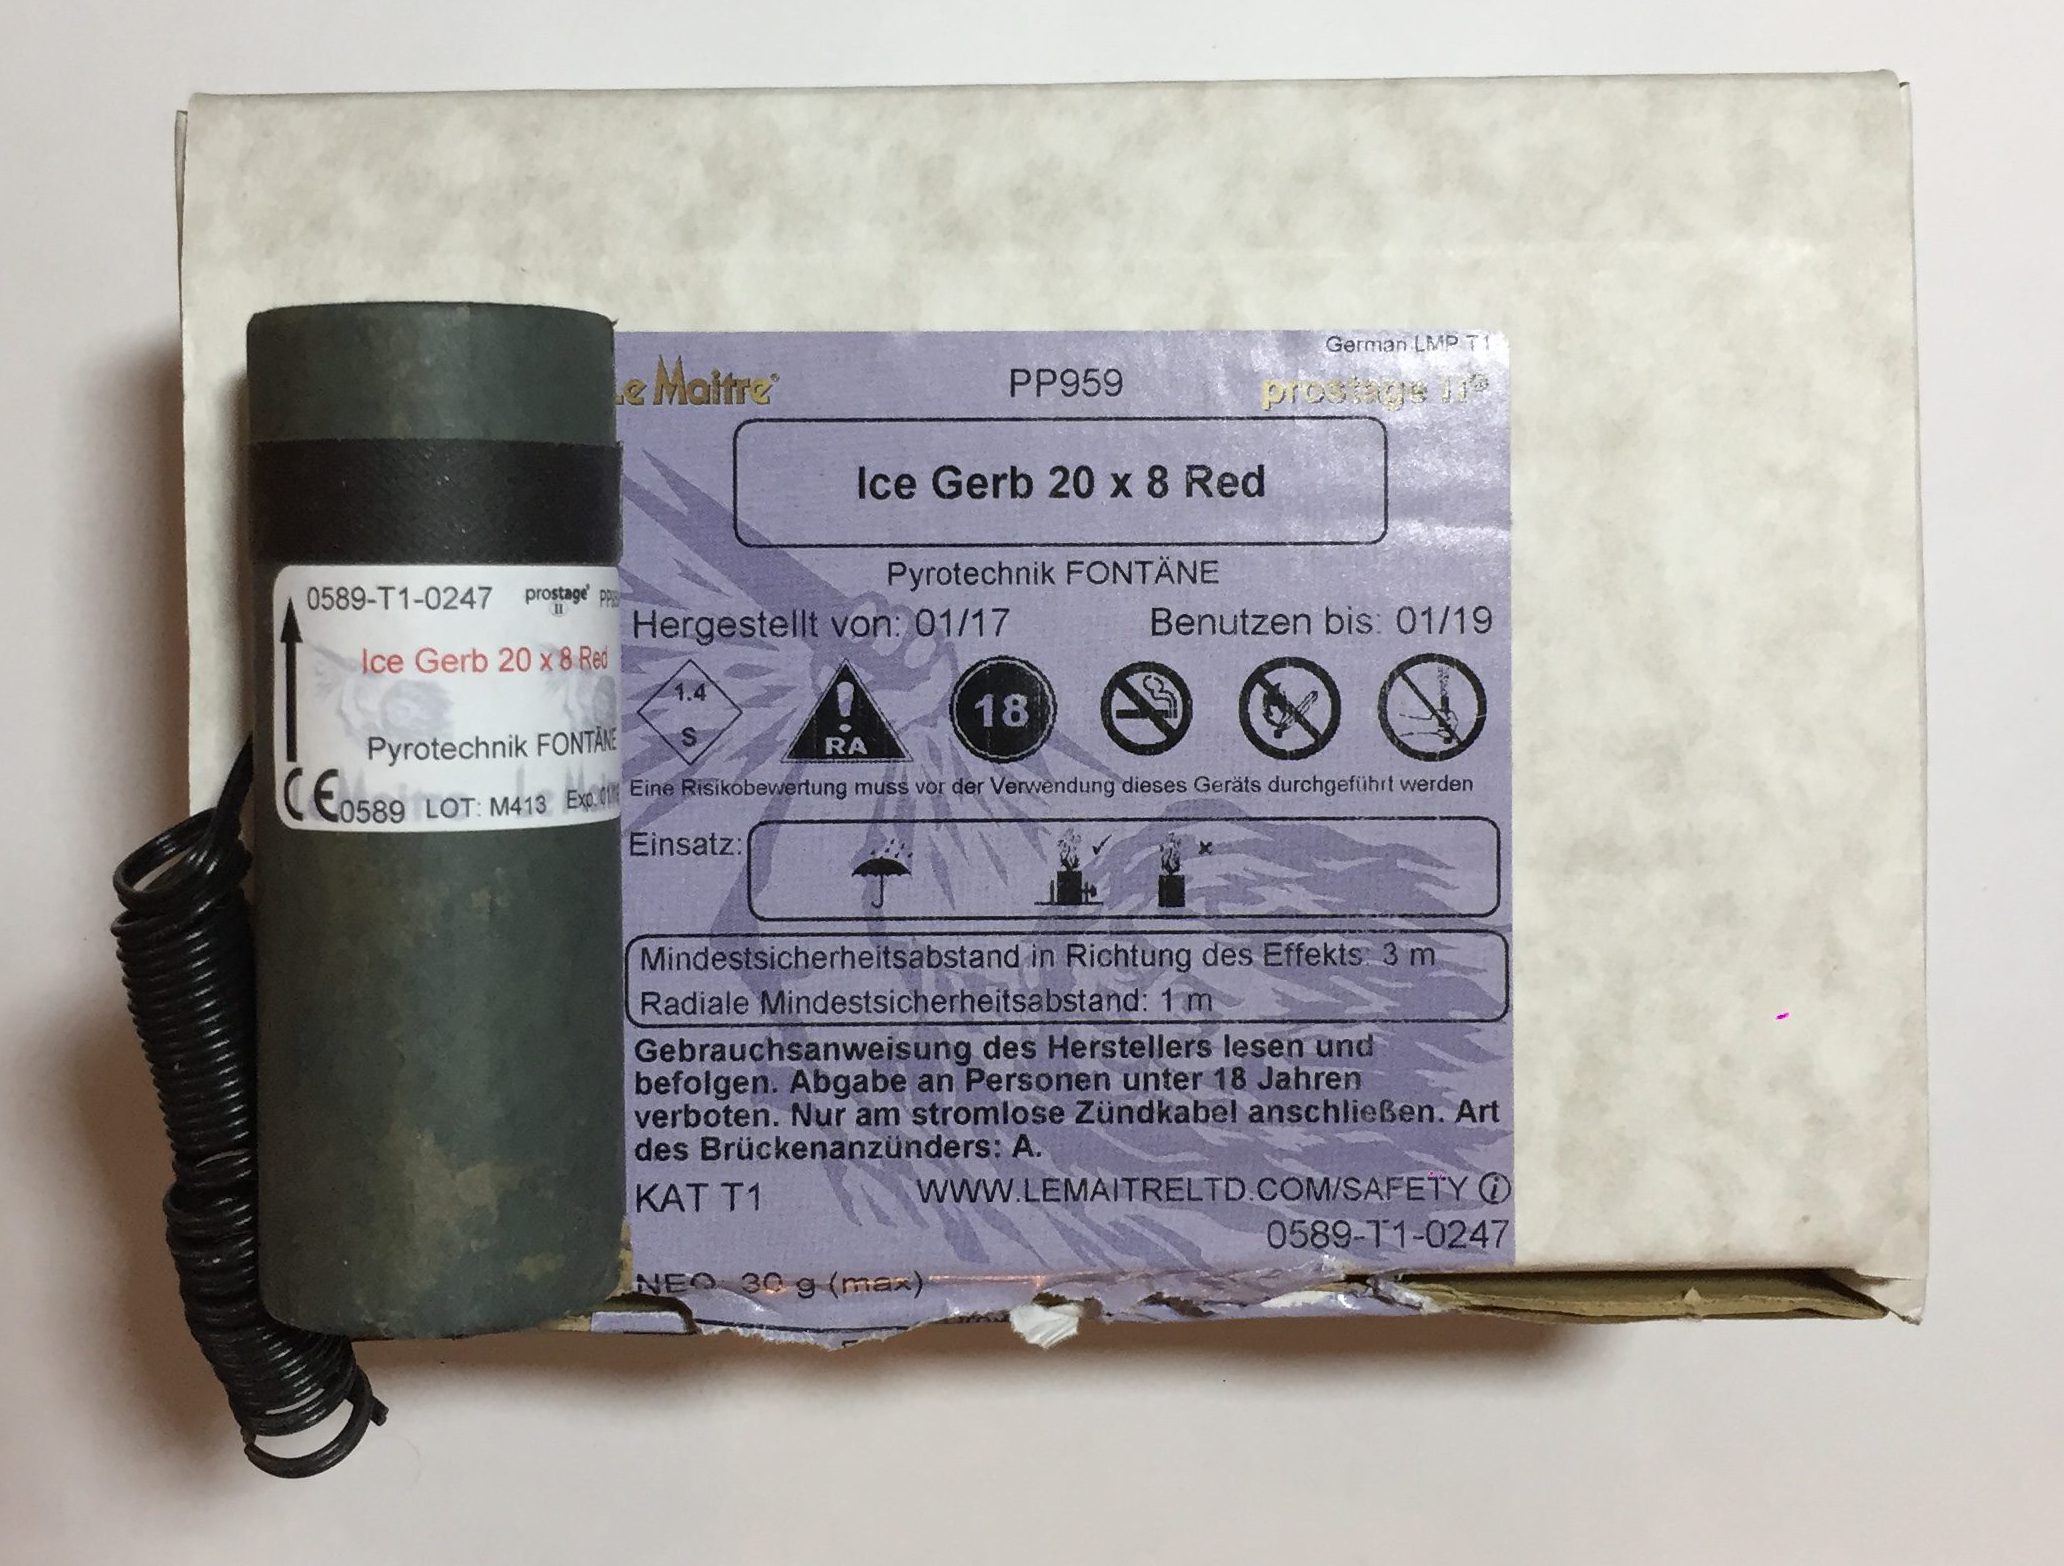 0589-T1-0247 prostage II
Ice Gerb 20 x 8 Red
Pyrotechnik FONTÄNE
CE0589 LOT: M413 Exp.
German LMP T1
Le Maitre® PP959 prostage II®
Ice Gerb 20 x 8 Red
Pyrotechnik FONTÄNE
Hergestellt von: 01/17 Benutzen bis: 01/19
1.4
S
RA
18
Eine Risikobewertung muss vor der Verwendung dieses Geräts durchgeführt werden
Einsatz:
Mindestsicherheitsabstand in Richtung des Effekts: 3 m
Radiale Mindestsicherheitsabstand: 1 m
Gebrauchsanweisung des Herstellers lesen und
befolgen. Abgabe an Personen unter 18 Jahren
verboten. Nur am stromlose Zündkabel anschließen. Art
des Brückenanzünders: A.
KAT T1 WWW.LEMAITRELTD.COM/SAFETY i
0589-T1-0247
NEQ: 30 g (max)